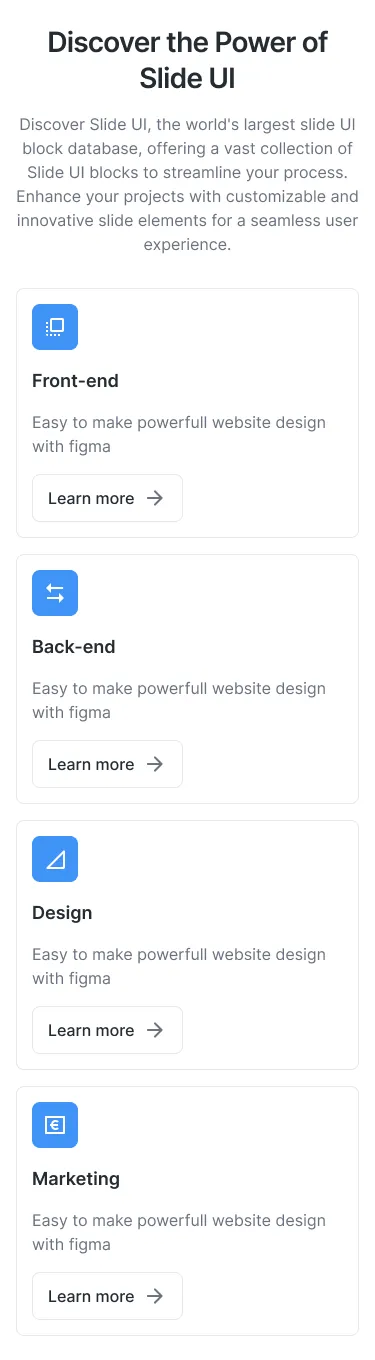 Discover the Power of
Slide UI
Discover Slide UI, the world's largest slide UI
block database, offering a vast collection of
Slide UI blocks to streamline your process.
Enhance your projects with customizable and
innovative slide elements for a seamless user
experience.
Front-end
Easy to make powerfull website design
with figma
Learn more
Back-end
Easy to make powerfull website design
with figma
Learn more
Design
Easy to make powerfull website design
with figma
Learn more
Marketing
Easy to make powerfull website design
with figma
Learn more